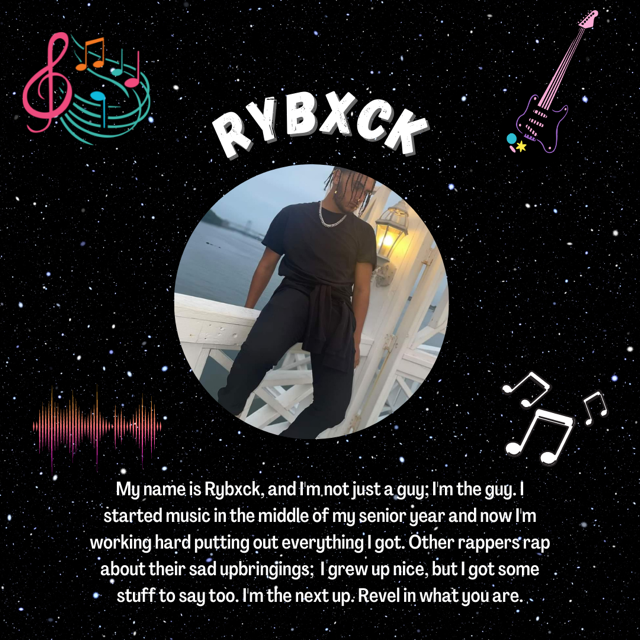 RYBXCK
My name is Rybxck, and I'm not just a guy; I'm the guy. I
started music in the middle of my senior year and now I'm
working hard putting out everything I got. Other rappers rap
about their sad upbringings;  I grew up nice, but I got some
stuff to say too. I'm the next up. Revel in what you are.